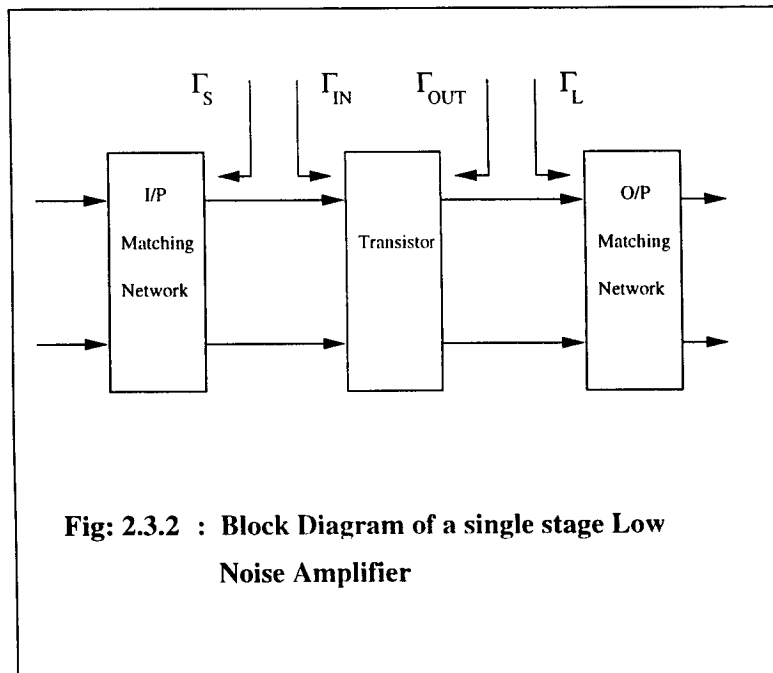 Γ_S Γ_IN Γ_OUT Γ_L
I/P
Matching
Network
Transistor
O/P
Matching
Network
Fig: 2.3.2 : Block Diagram of a single stage Low
Noise Amplifier